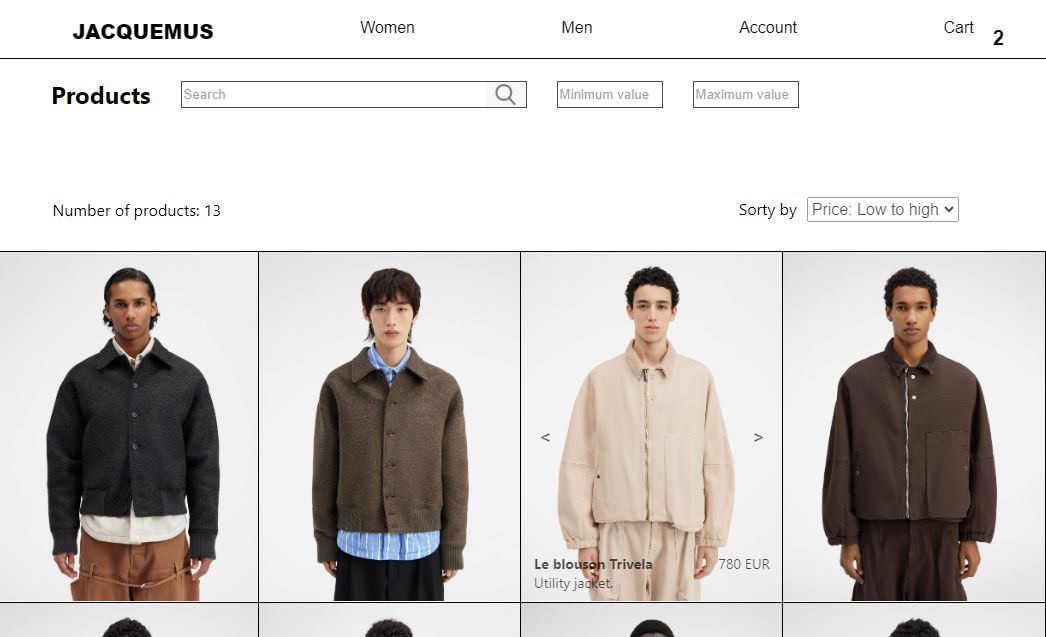 JACQUEMUS Women Men Account Cart 2
Products Search Minimum value Maximum value
Number of products: 13 Sorty by Price: Low to high
< >
Le blouson Trivela 780 EUR
Utility jacket.